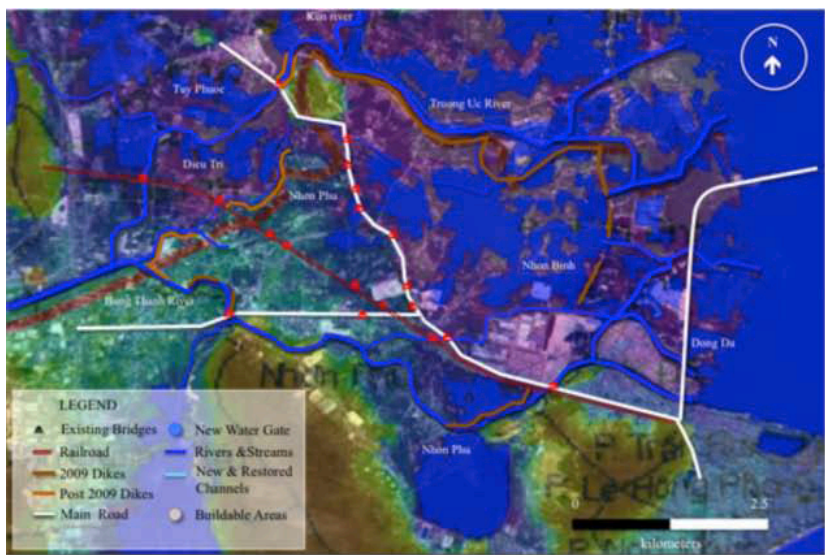 Kon river
N
Tuy Phuoc
Truong Uc River
Dieu Tri
Nhon Phu
Nhon Binh
Dong Da
Nhon Phu
LEGEND
Existing Bridges
Railroad
2009 Dikes
Post 2009 Dikes
Main Road
New Water Gate
Rivers &Streams
New & Restored
Channels
Buildable Areas
0
2.5
kilometers